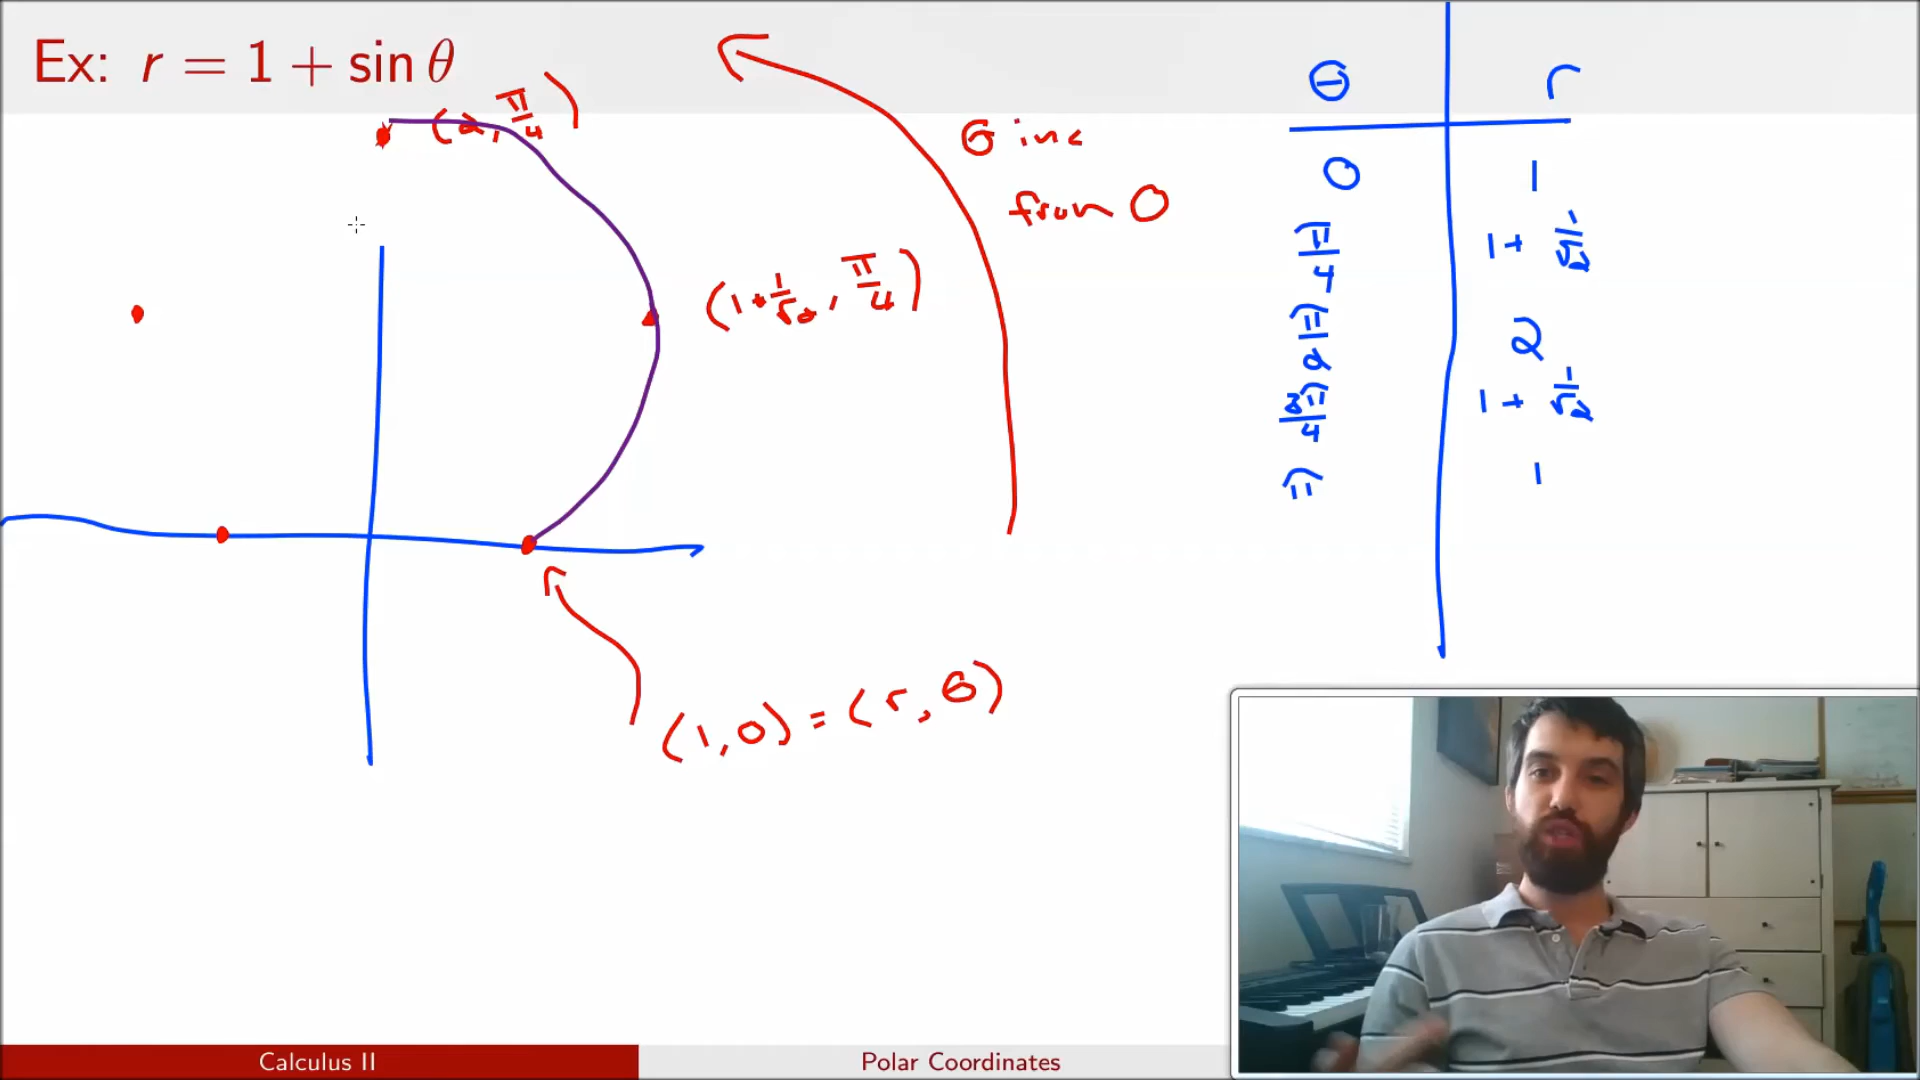 Ex: r = 1 + sin θ
(2, π/4)
θ inc
from 0
(1+1/√2, π/4)
(1,0) = (r, θ)
θ r
0 1
π/4 1 + 1/√2
π/2 2
3π/4 1 + 1/√2
π 1
Calculus II
Polar Coordinates